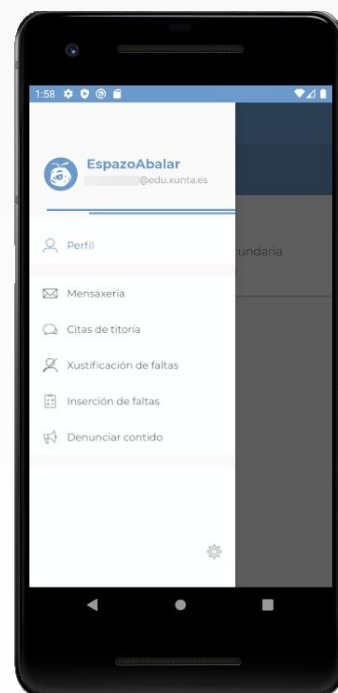 1:58
EspazoAbalar
@edu.xunta.es
Perfil
undaria
Mensaxería
Citas de titoría
Xustificación de faltas
Inserción de faltas
Denunciar contido